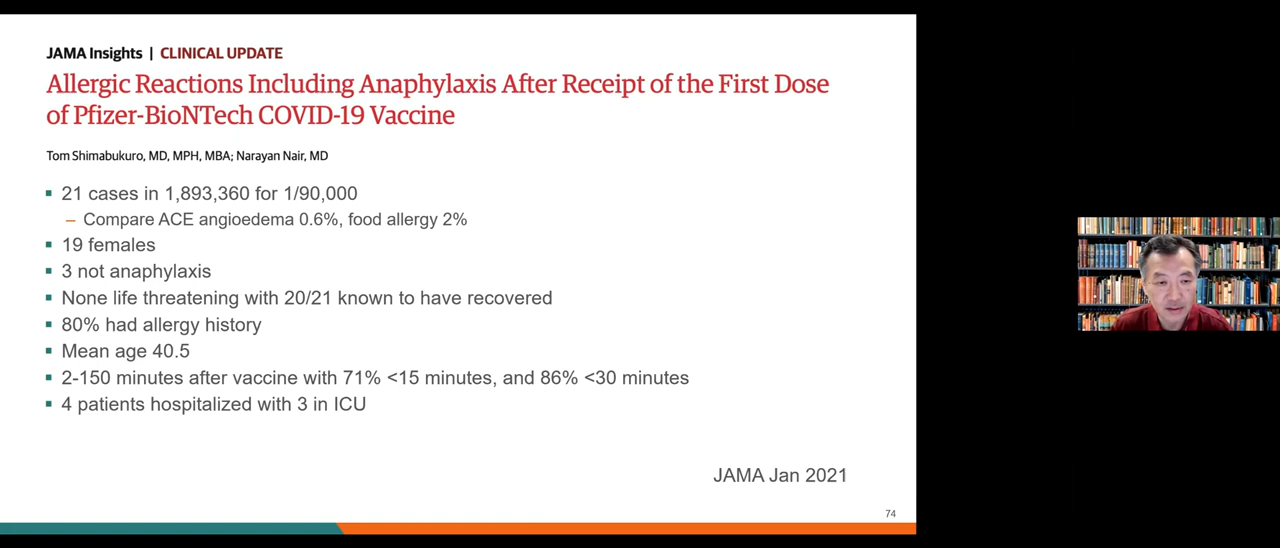 JAMA Insights | CLINICAL UPDATE
Allergic Reactions Including Anaphylaxis After Receipt of the First Dose
of Pfizer-BioNTech COVID-19 Vaccine
Tom Shimabukuro, MD, MPH, MBA; Narayan Nair, MD
▪ 21 cases in 1,893,360 for 1/90,000
– Compare ACE angioedema 0.6%, food allergy 2%
▪ 19 females
▪ 3 not anaphylaxis
▪ None life threatening with 20/21 known to have recovered
▪ 80% had allergy history
▪ Mean age 40.5
▪ 2-150 minutes after vaccine with 71% <15 minutes, and 86% <30 minutes
▪ 4 patients hospitalized with 3 in ICU
JAMA Jan 2021
74